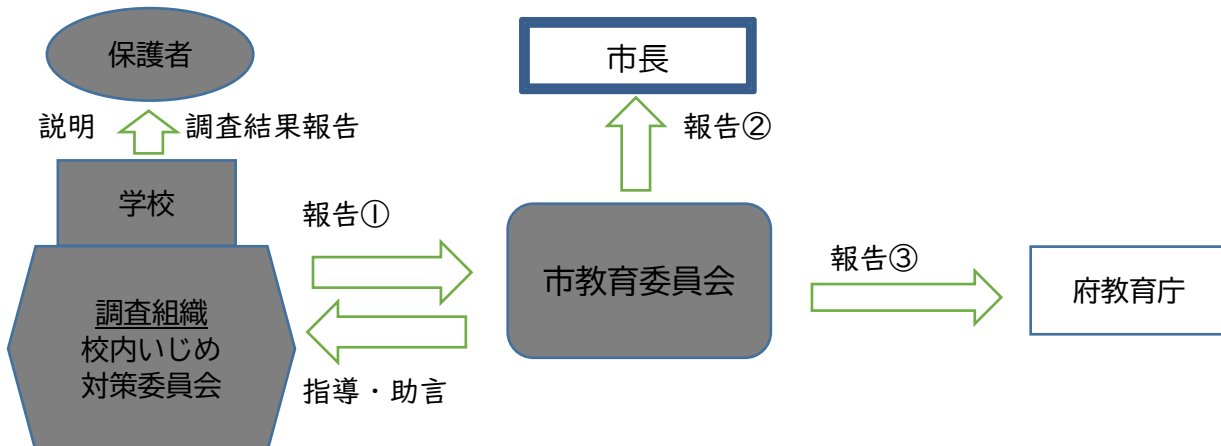 保護者
市長
説明
調査結果報告
報告②
学校
報告①
市教育委員会
報告③
府教育庁
調査組織
校内いじめ
対策委員会
指導・助言